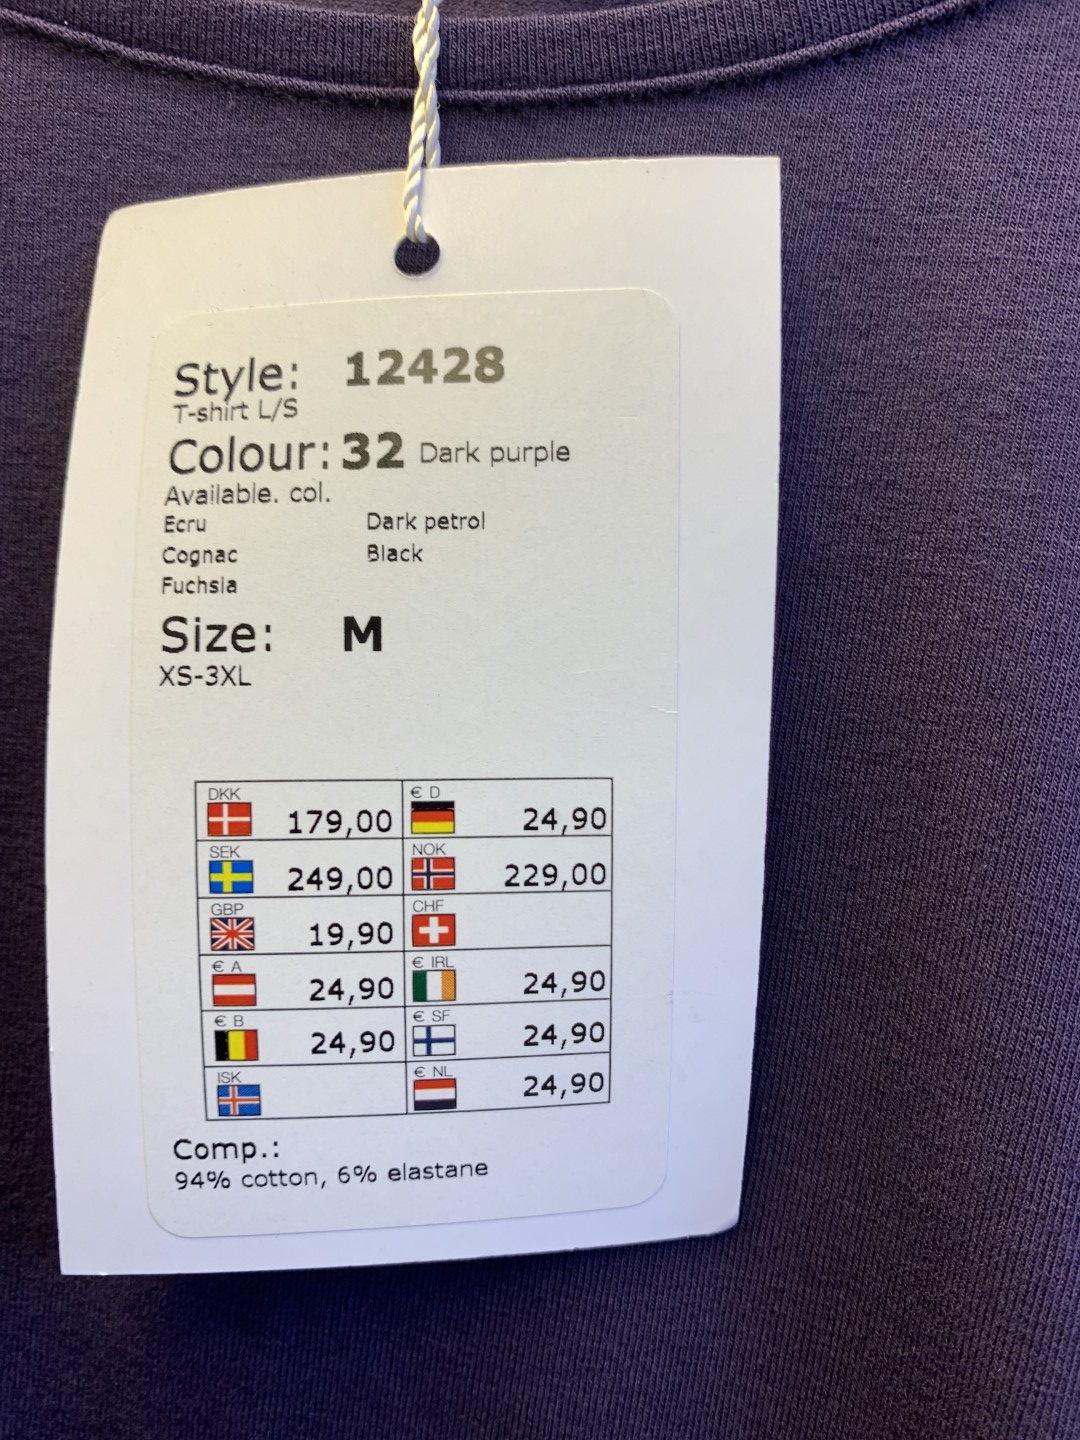 Style: 12428
T-shirt L/S
Colour: 32 Dark purple
Available. col.
Ecru Dark petrol
Cognac Black
Fuchsia
Size: M
XS-3XL
DKK 179,00 € D 24,90
SEK 249,00 NOK 229,00
GBP 19,90 CHF
€ A 24,90 € IRL 24,90
€ B 24,90 € SF 24,90
ISK € NL 24,90
Comp.:
94% cotton, 6% elastane